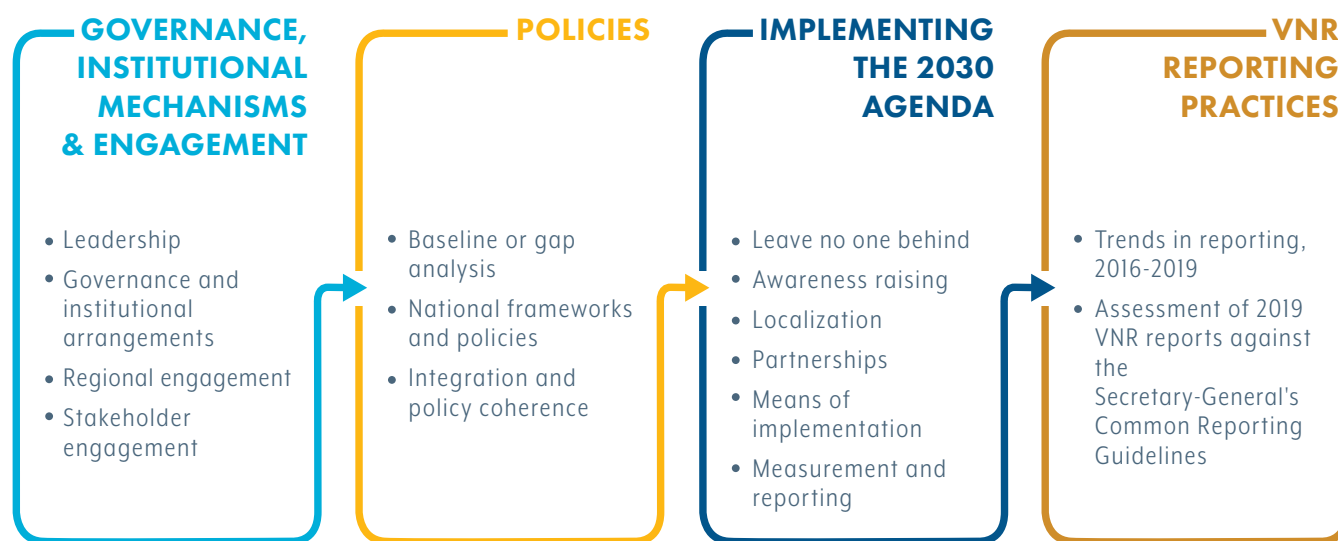 GOVERNANCE,
INSTITUTIONAL
MECHANISMS
& ENGAGEMENT
• Leadership
• Governance and
institutional
arrangements
• Regional engagement
• Stakeholder
engagement
POLICIES
• Baseline or gap
analysis
• National frameworks
and policies
• Integration and
policy coherence
IMPLEMENTING
THE 2030
AGENDA
• Leave no one behind
• Awareness raising
• Localization
• Partnerships
• Means of
implementation
• Measurement and
reporting
VNR
REPORTING
PRACTICES
• Trends in reporting,
2016-2019
• Assessment of 2019
VNR reports against
the
Secretary-General's
Common Reporting
Guidelines